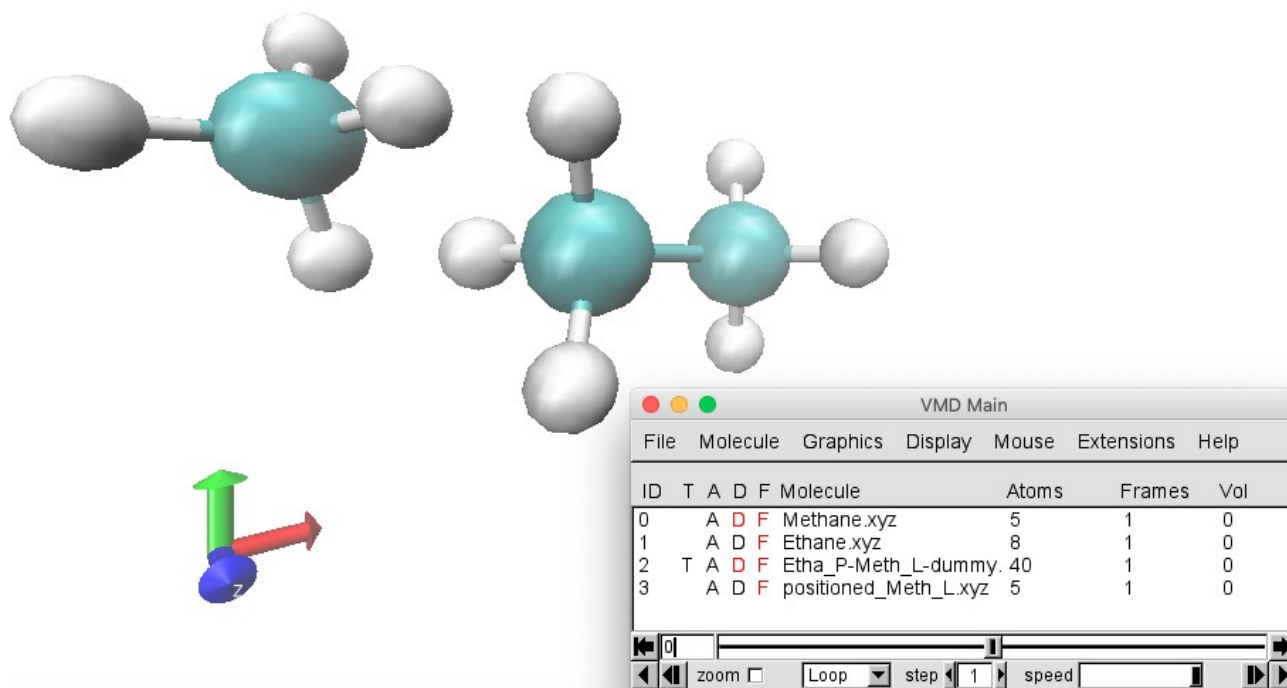 VMD Main
File Molecule Graphics Display Mouse Extensions Help
ID T A D F Molecule Atoms Frames Vol
0 A D F Methane.xyz 5 1 0
1 A D F Ethane.xyz 8 1 0
2 T A D F Etha_P-Meth_L-dummy. 40 1 0
3 A D F positioned_Meth_L.xyz 5 1 0
0
zoom Loop step 1 speed
Z